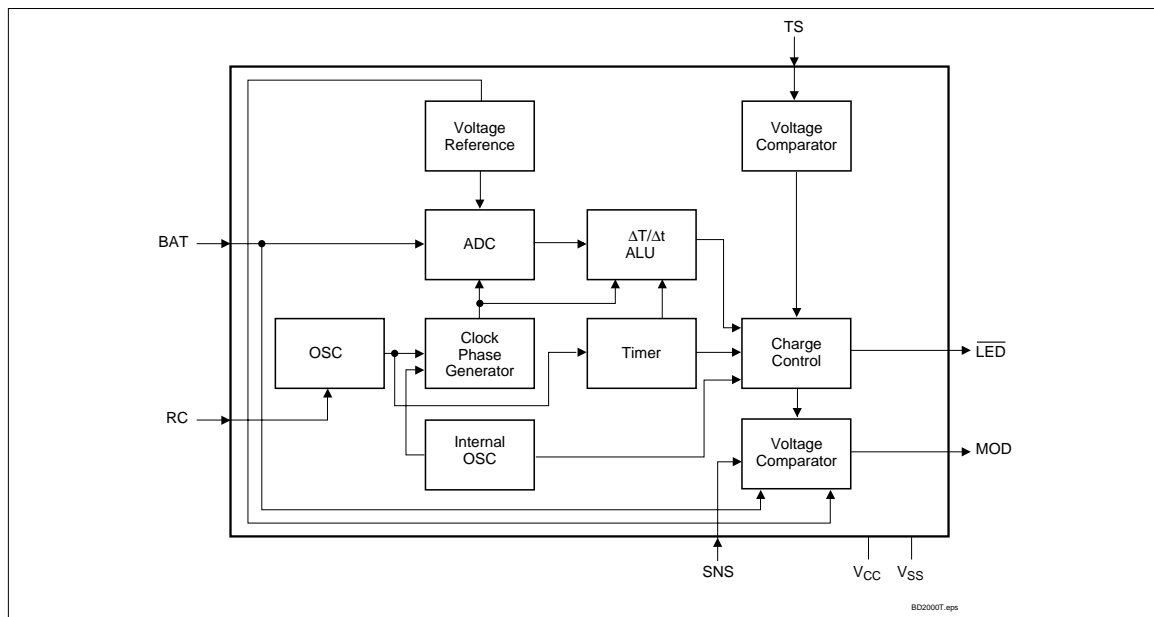 TS
Voltage
Reference
Voltage
Comparator
BAT
ADC
ΔT/Δt
ALU
OSC
Clock
Phase
Generator
Timer
Charge
Control
L̅E̅D̅
RC
Internal
OSC
Voltage
Comparator
MOD
SNS
VCC
VSS
BD2000T.eps